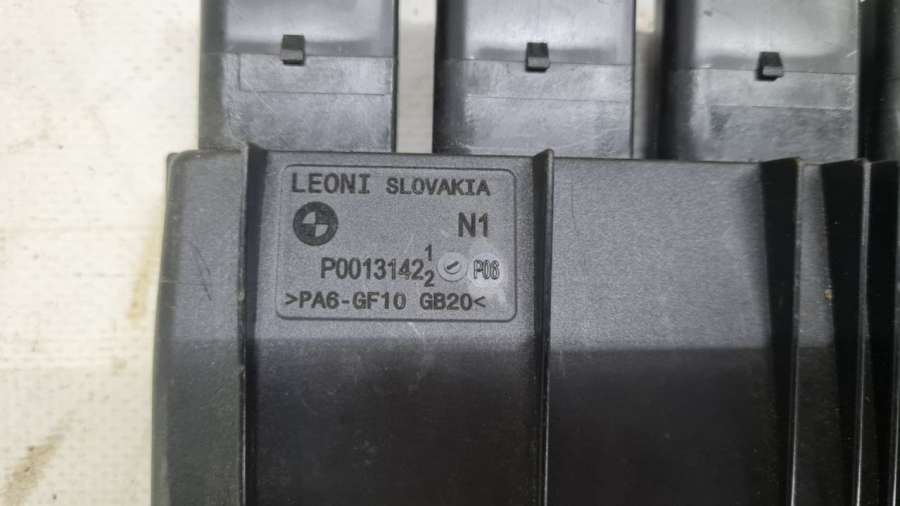 LEONI SLOVAKIA
N1
P0013142 1/2 P06
>PA6-GF10 GB20<